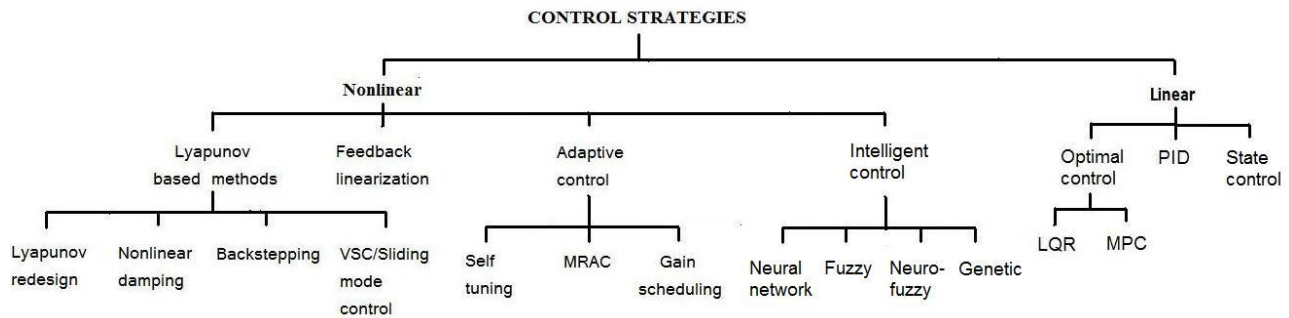 CONTROL STRATEGIES
Nonlinear
Linear
Lyapunov
based methods
Feedback
linearization
Adaptive
control
Intelligent
control
Optimal
control
PID
State
control
Lyapunov
redesign
Nonlinear
damping
Backstepping
VSC/Sliding
mode
control
Self
tuning
MRAC
Gain
scheduling
Neural
network
Fuzzy
Neuro-
fuzzy
Genetic
LQR
MPC